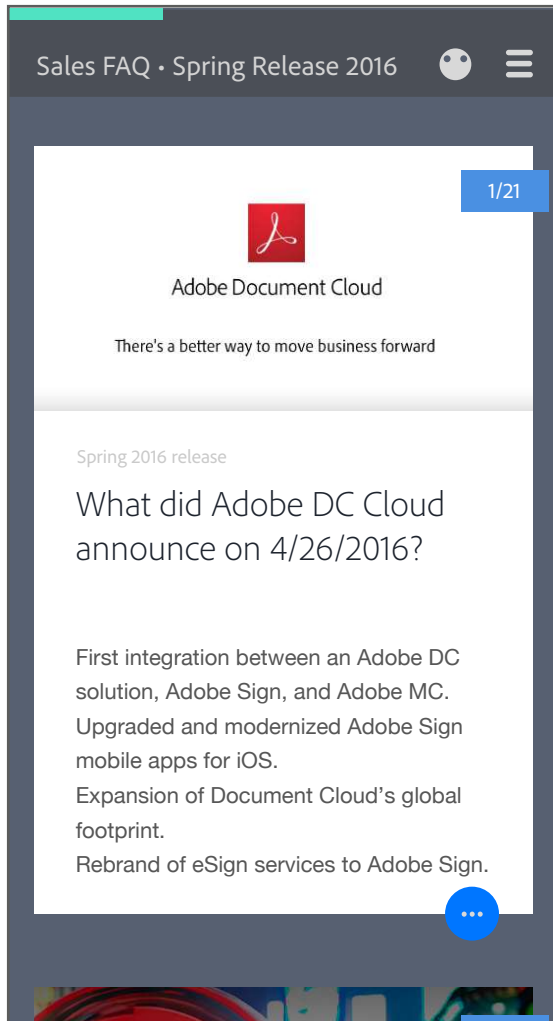 Sales FAQ • Spring Release 2016
1/21
Adobe Document Cloud
There's a better way to move business forward
Spring 2016 release
What did Adobe DC Cloud
announce on 4/26/2016?
First integration between an Adobe DC
solution, Adobe Sign, and Adobe MC.
Upgraded and modernized Adobe Sign
mobile apps for iOS.
Expansion of Document Cloud’s global
footprint.
Rebrand of eSign services to Adobe Sign.